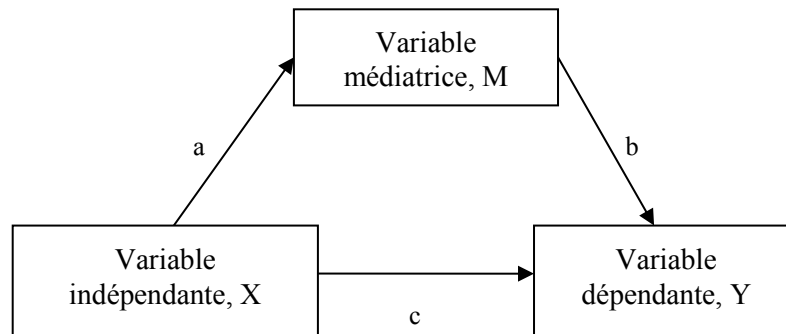 Variable
médiatrice, M
a
b
Variable
indépendante, X
Variable
dépendante, Y
c